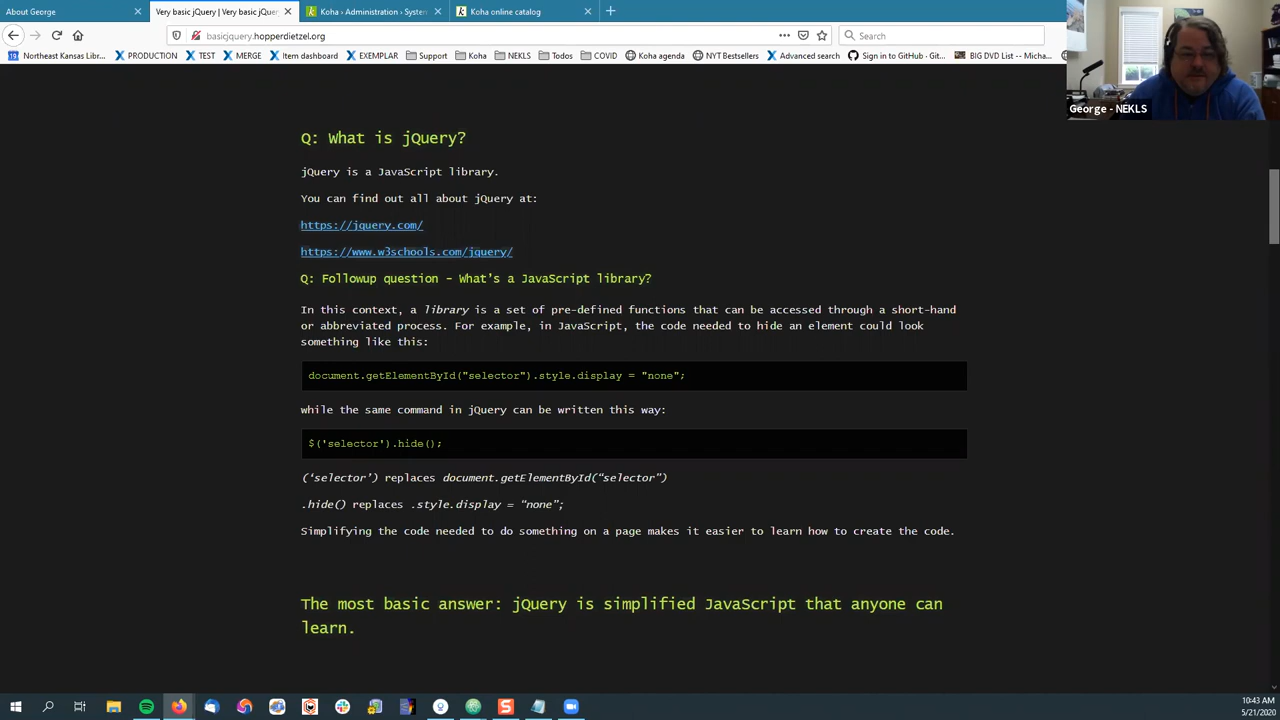 About George
Very basic jQuery | Very basic jQue
Koha › Administration › System
Koha online catalog
basicjquery.hopperdietzel.org
Search
Northeast Kansas Libr...
PRODUCTION
TEST
MERGE
Item dashboard
EXEMPLAR
Support
Koha
NEKLS
Todos
COVID
Koha agenda
NYT Bestsellers
Advanced search
Sign in to GitHub · Git...
BIG DVD List -- Micha...
George - NEKLS
Q: What is jQuery?
jQuery is a JavaScript library.
You can find out all about jQuery at:
https://jquery.com/
https://www.w3schools.com/jquery/
Q: Followup question - What’s a JavaScript library?
In this context, a library is a set of pre-defined functions that can be accessed through a short-hand
or abbreviated process. For example, in JavaScript, the code needed to hide an element could look
something like this:
document.getElementById("selector").style.display = "none";
while the same command in jQuery can be written this way:
$('selector').hide();
(‘selector’) replaces document.getElementById(“selector”)
.hide() replaces .style.display = “none”;
Simplifying the code needed to do something on a page makes it easier to learn how to create the code.
The most basic answer: jQuery is simplified JavaScript that anyone can
learn.
10:43 AM
5/21/2020